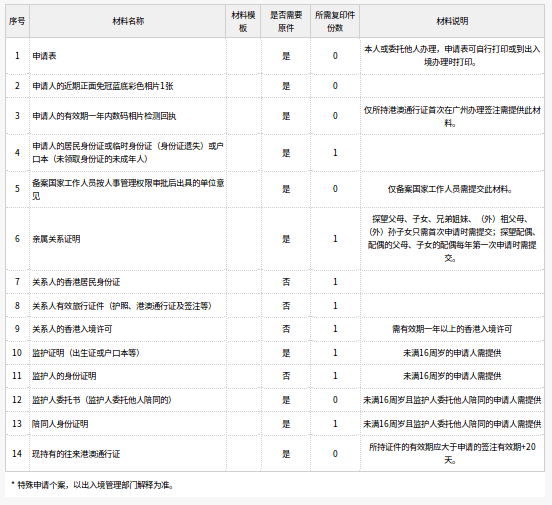 序号 材料名称 材料模板 是否需要原件 所需复印件份数 材料说明
1 申请表 是 0 本人或委托他人办理，申请表可自行打印或到出入
境办理时打印。
2 申请人的近期正面免冠蓝底彩色相片1张 是 0
3 申请人的有效期一年内数码相片检测回执 是 0 仅所持港澳通行证首次在广州办理签注需提供此材
料。
4 申请人的居民身份证或临时身份证（身份证遗失）或户
口本（未领取身份证的未成年人） 是 1
5 备案国家工作人员按人事管理权限审批后出具的单位意
见 是 0 仅备案国家工作人员需提交此材料。
6 亲属关系证明 是 1 探望父母、子女、兄弟姐妹、（外）祖父母、
（外）孙子女只需首次申请时需提交；探望配偶、
配偶的父母、子女的配偶每年第一次申请时需提
交。
7 关系人的香港居民身份证 否 1
8 关系人有效旅行证件（护照、港澳通行证及签注等） 否 1
9 关系人的香港入境许可 否 1 需有效期一年以上的香港入境许可
10 监护证明（出生证或户口本等） 是 1 未满16周岁的申请人需提供
11 监护人的身份证明 否 1 未满16周岁的申请人需提供
12 监护人委托书（监护人委托他人陪同的） 是 0 未满16周岁且监护人委托他人陪同的申请人需提供
13 陪同人身份证明 是 1 未满16周岁且监护人委托他人陪同的申请人需提供
14 现持有的往来港澳通行证 是 0 所持证件的有效期应大于申请的签注有效期+20
天。
* 特殊申请个案，以出入境管理部门解释为准。